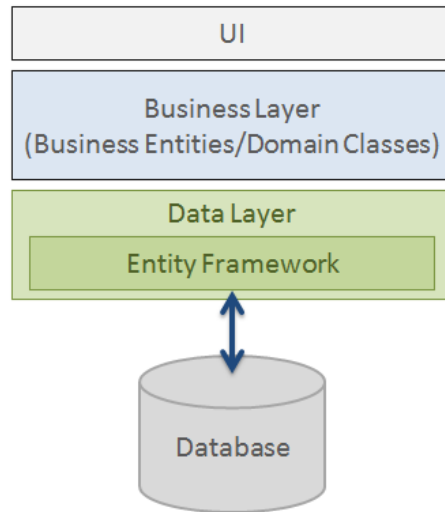 UI
Business Layer
(Business Entities/Domain Classes)
Data Layer
Entity Framework
Database